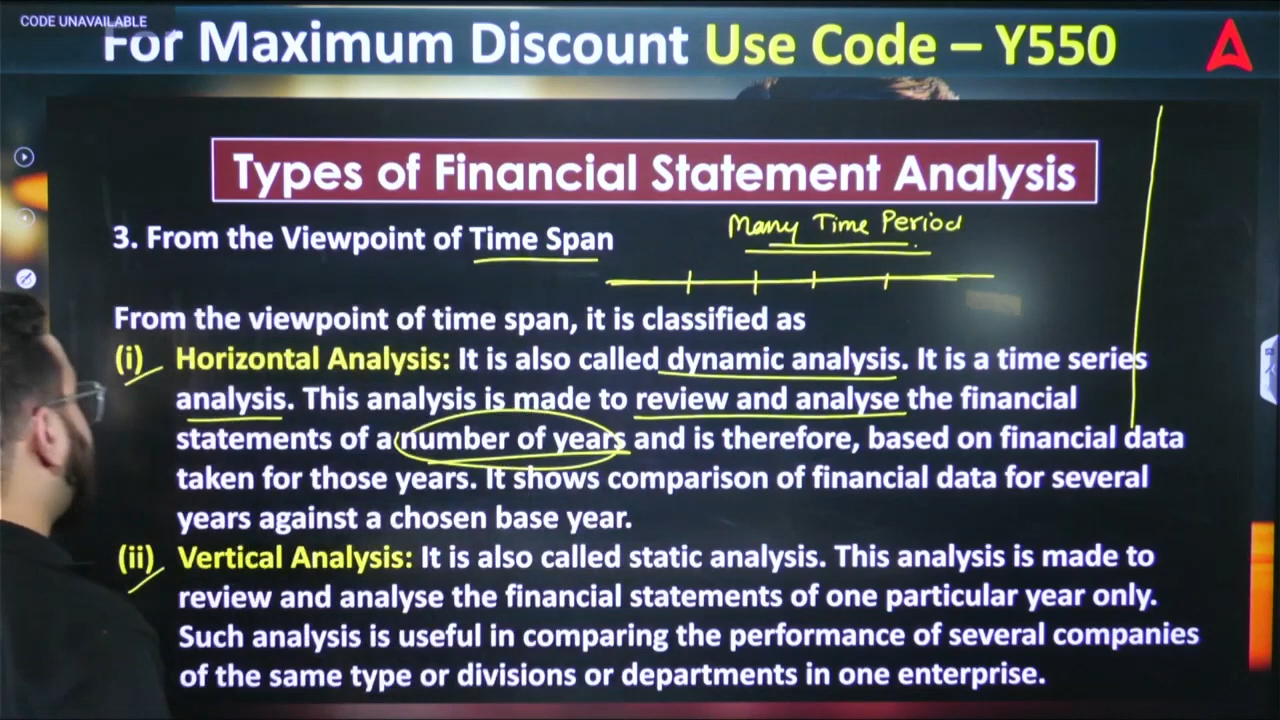 CODE UNAVAILABLE
For Maximum Discount Use Code – Y550
Types of Financial Statement Analysis
3. From the Viewpoint of Time Span
Many Time Period
From the viewpoint of time span, it is classified as
(i) Horizontal Analysis: It is also called dynamic analysis. It is a time series
analysis. This analysis is made to review and analyse the financial
statements of a number of years and is therefore, based on financial data
taken for those years. It shows comparison of financial data for several
years against a chosen base year.
(ii) Vertical Analysis: It is also called static analysis. This analysis is made to
review and analyse the financial statements of one particular year only.
Such analysis is useful in comparing the performance of several companies
of the same type or divisions or departments in one enterprise.